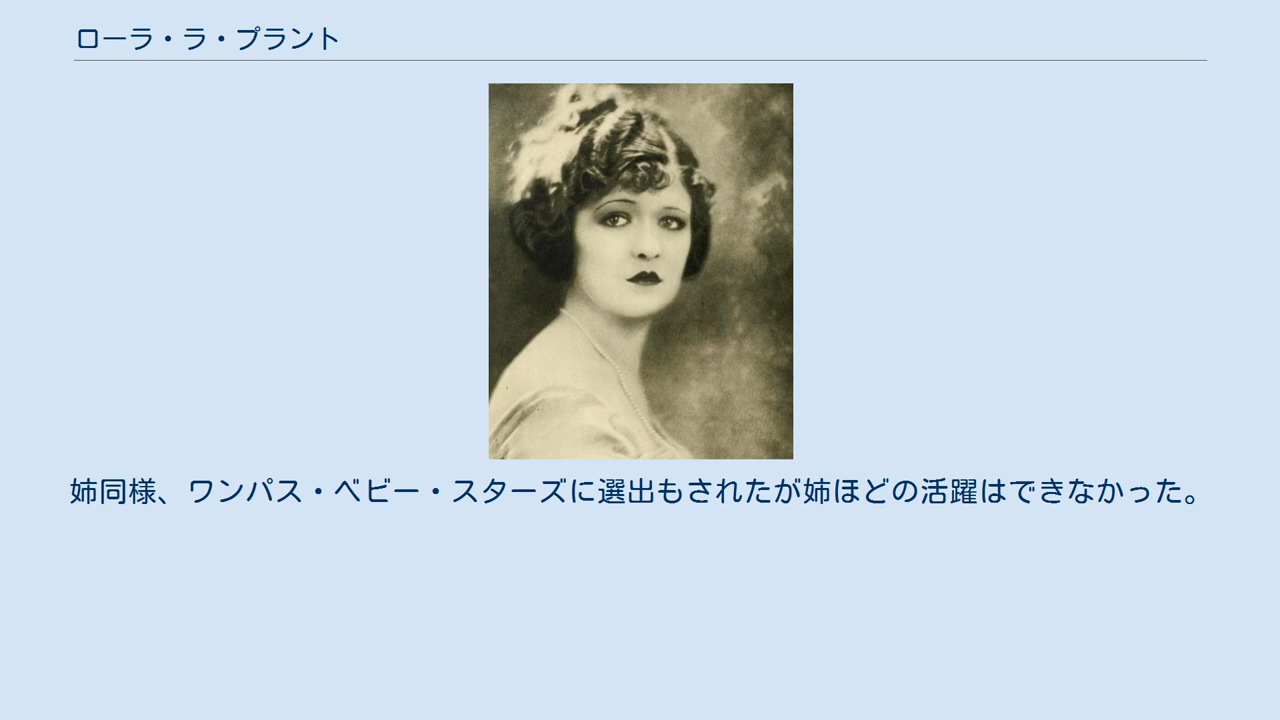 ローラ・ラ・プラント
姉同様、ワンパス・ベビー・スターズに選出もされたが姉ほどの活躍はできなかった。